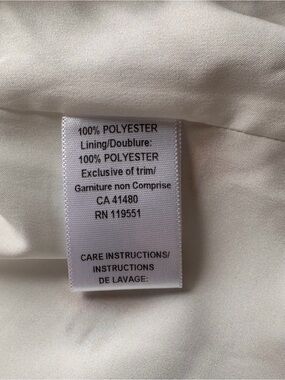 100% POLYESTER
Lining/Doublure:
100% POLYESTER
Exclusive of trim/
Garniture non Comprise
CA 41480
RN 119551
CARE INSTRUCTIONS/
INSTRUCTIONS
DE LAVAGE: